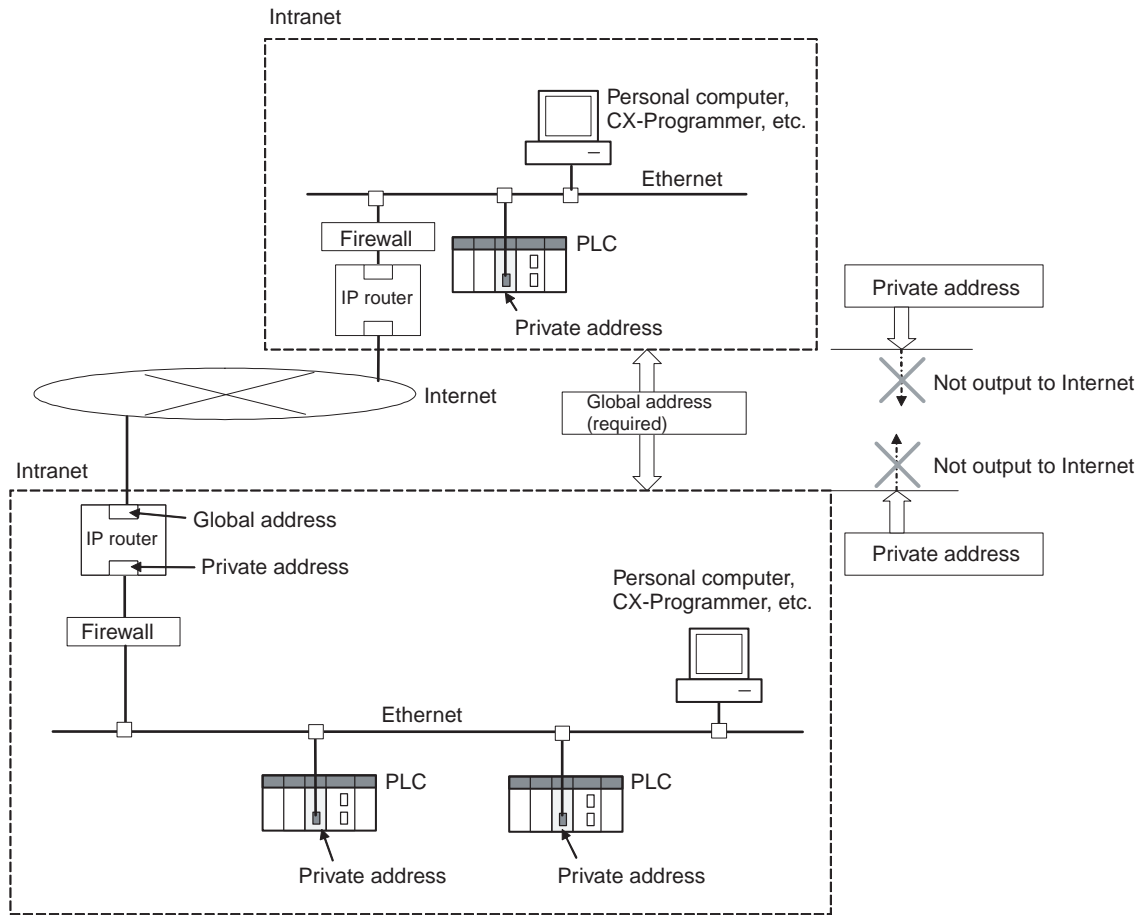 Intranet
Personal computer,
CX-Programmer, etc.
Ethernet
Firewall
PLC
IP router
Private address
Private address
Internet
Global address
(required)
Not output to Internet
Not output to Internet
Private address
Intranet
Global address
IP router
Private address
Firewall
Personal computer,
CX-Programmer, etc.
Ethernet
PLC
PLC
Private address
Private address